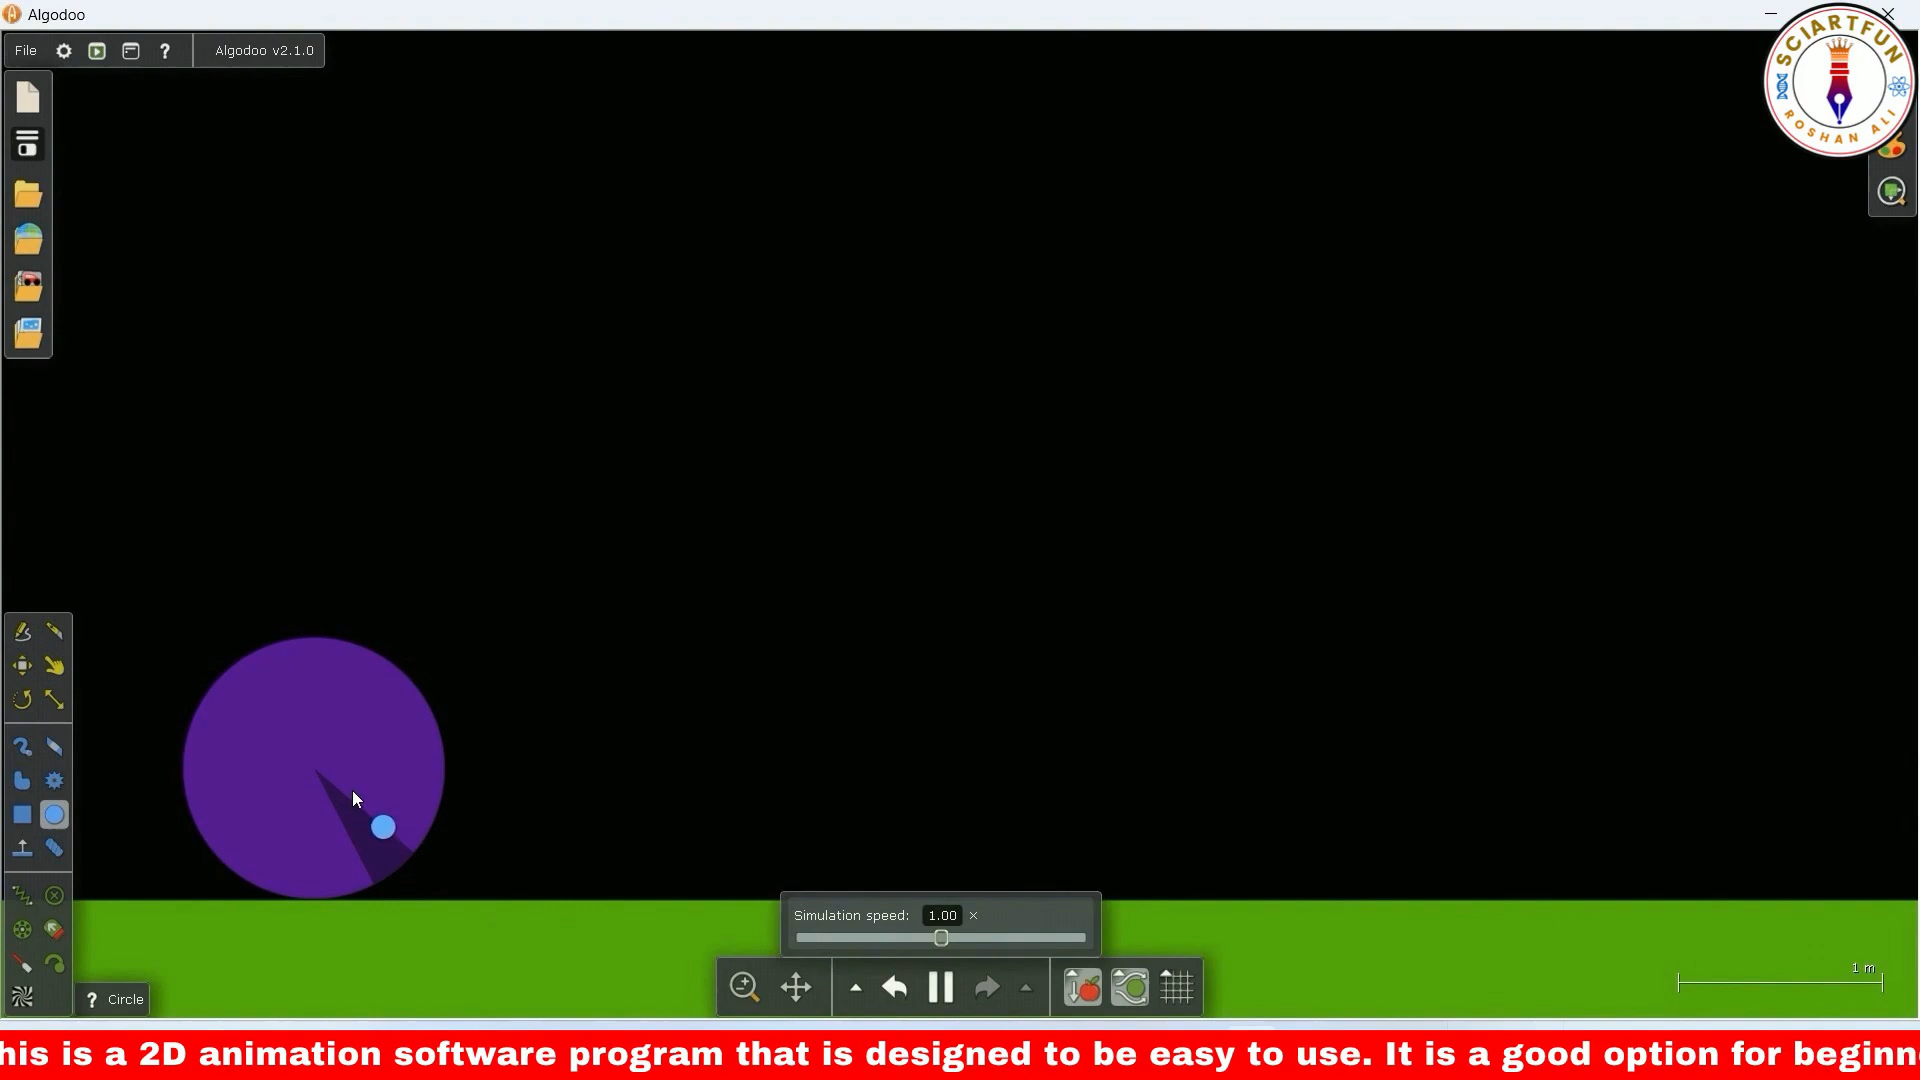 Algodoo
File
?
Algodoo v2.1.0
SCIARTFUN
ROSHAN ALI
Simulation speed: 1.00 ×
1 m
? Circle
his is a 2D animation software program that is designed to be easy to use. It is a good option for beginn